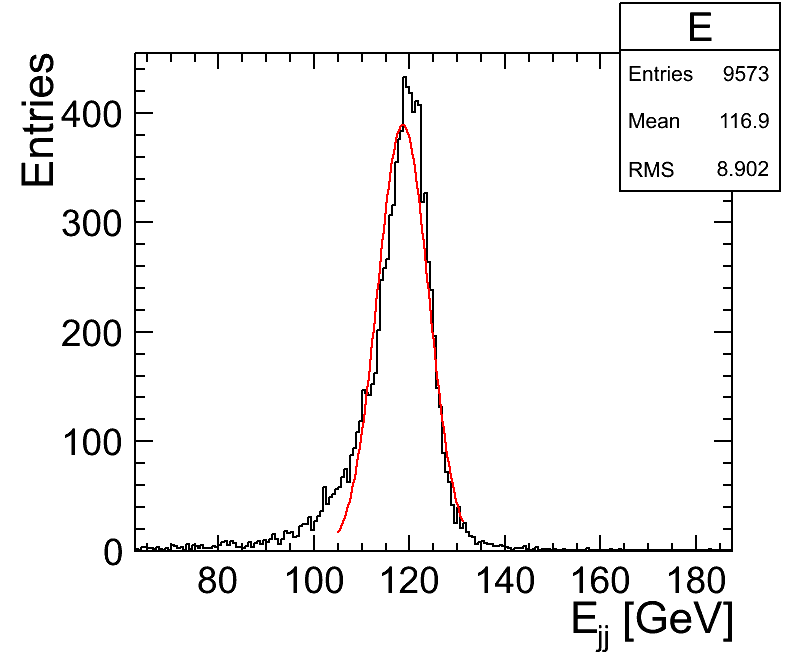 E
Entries 9573
Mean 116.9
RMS 8.902
Entries
400
300
200
100
0
80 100 120 140 160 180
E_jj [GeV]